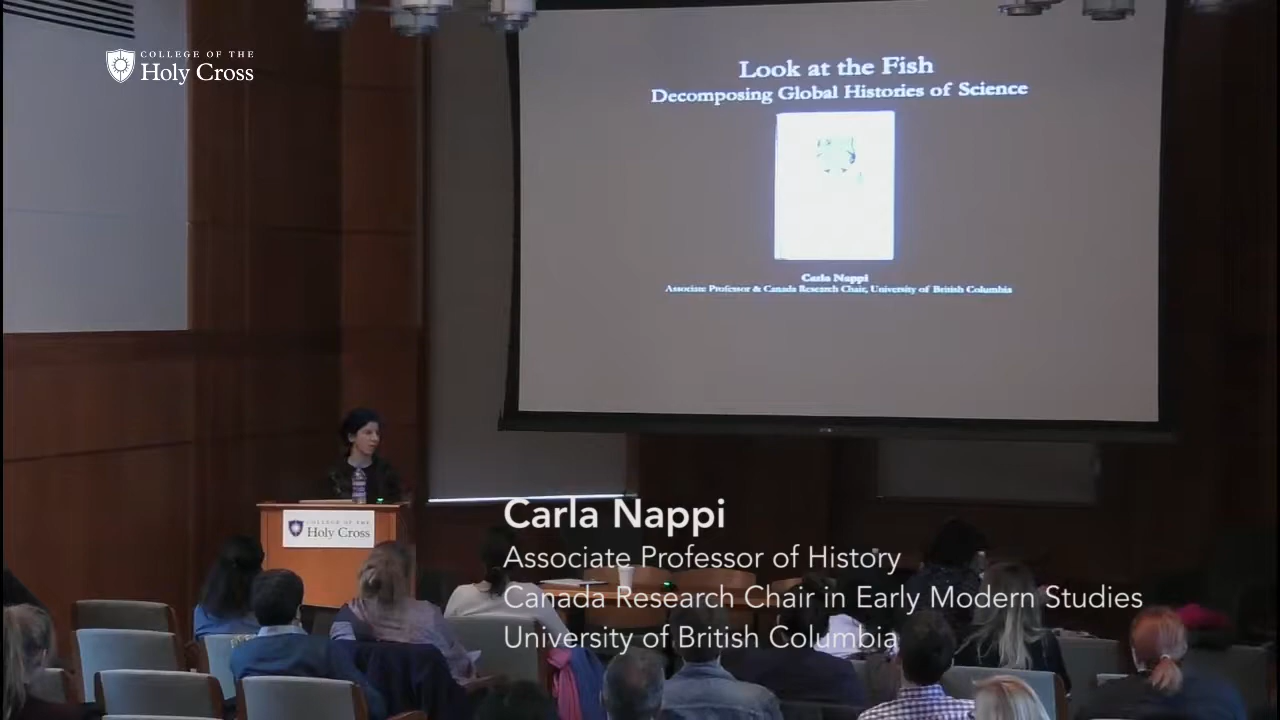 COLLEGE OF THE
Holy Cross
Look at the Fish
Decomposing Global Histories of Science
Carla Nappi
Associate Professor & Canada Research Chair, University of British Columbia
COLLEGE OF THE
Holy Cross
Carla Nappi
Associate Professor of History
Canada Research Chair in Early Modern Studies
University of British Columbia